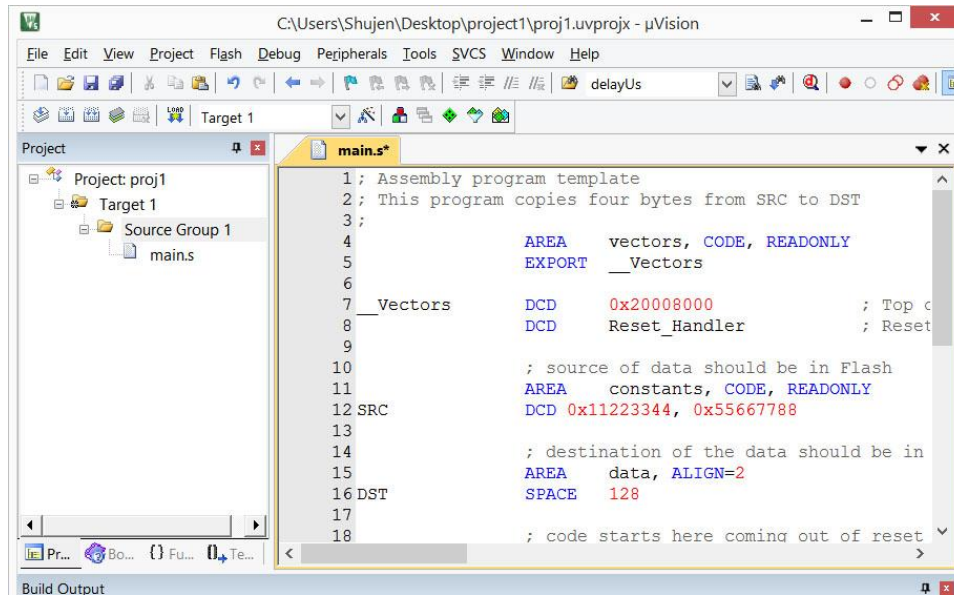 C:\Users\Shujen\Desktop\project1\proj1.uvprojx - µVision
File Edit View Project Flash Debug Peripherals Tools SVCS Window Help
delayUs
LOAD Target 1
Project
main.s*
Project: proj1
Target 1
Source Group 1
main.s
1 ; Assembly program template
2 ; This program copies four bytes from SRC to DST
3 ;
4 AREA vectors, CODE, READONLY
5 EXPORT __Vectors
6
7 __Vectors DCD 0x20008000 ; Top
8 DCD Reset_Handler ; Reset
9
10 ; source of data should be in Flash
11 AREA constants, CODE, READONLY
12 SRC DCD 0x11223344, 0x55667788
13
14 ; destination of the data should be in
15 AREA data, ALIGN=2
16 DST SPACE 128
17
18 ; code starts here coming out of reset
Pr... Bo... {} Fu... Te...
Build Output